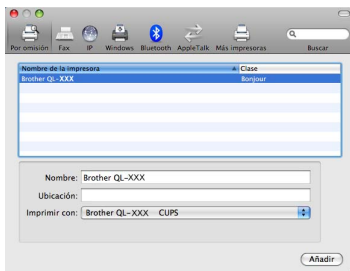 Por omisión Fax IP Windows Bluetooth AppleTalk Más impresoras Buscar
Nombre de la impresora Clase
Brother QL-XXX Bonjour
Nombre: Brother QL-XXX
Ubicación:
Imprimir con: Brother QL-XXX CUPS
Añadir